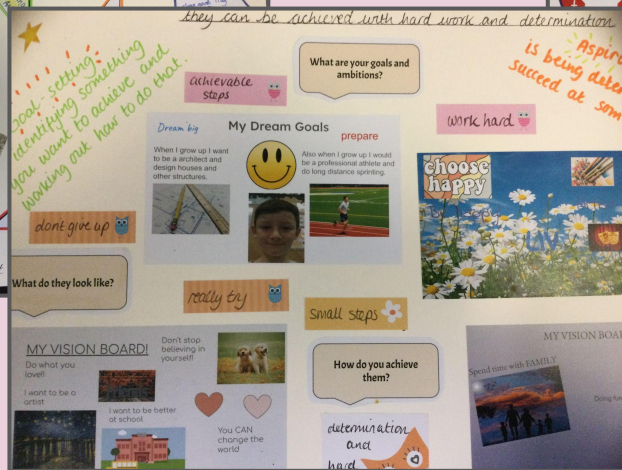 they can be achieved with hard work and determination
goal setting
identifying something
you want to achieve and
working out how to do that.
achievable
steps
What are your goals and
ambitions?
is being
succeed at
work hard
Dream big
My Dream Goals
prepare
When I grow up I want
to be a architect and
design houses and
other structures.
Also when I grow up I would
be a professional athlete and
do long distance sprinting.
choose
happy
dont give up
What do they look like?
really try
small steps
MY VISION BOARD!
Do what you
love!!
I want to be a
artist
Don't stop
believing in
yourself!
I want to be better
at school
You CAN
change the
world
How do you achieve
them?
determination
and
hard
MY VISION
Spend time with FAMILY
Doing